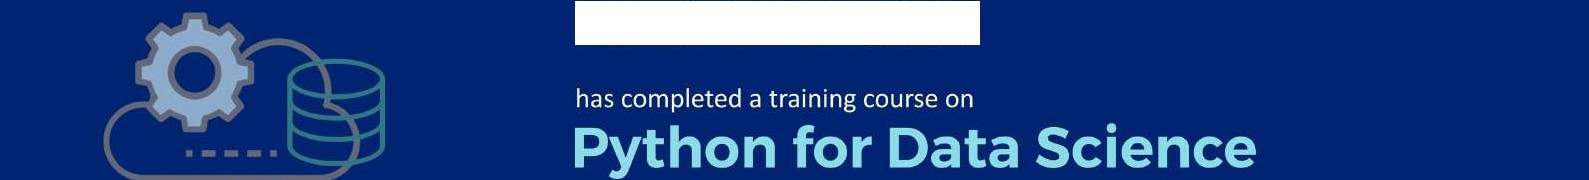 has completed a training course on
Python for Data Science